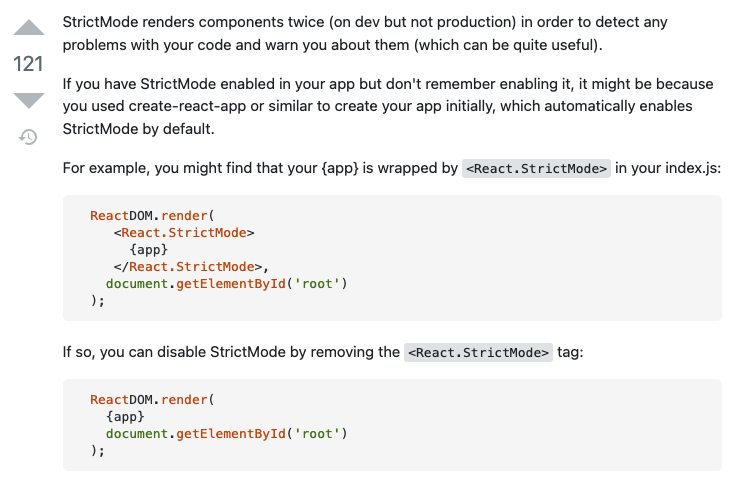 StrictMode renders components twice (on dev but not production) in order to detect any
problems with your code and warn you about them (which can be quite useful).
121
If you have StrictMode enabled in your app but don't remember enabling it, it might be because
you used create-react-app or similar to create your app initially, which automatically enables
StrictMode by default.
For example, you might find that your {app} is wrapped by <React.StrictMode> in your index.js:
ReactDOM.render(
   <React.StrictMode>
     {app}
   </React.StrictMode>,
  document.getElementById('root')
);
If so, you can disable StrictMode by removing the <React.StrictMode> tag:
ReactDOM.render(
  {app}
  document.getElementById('root')
);